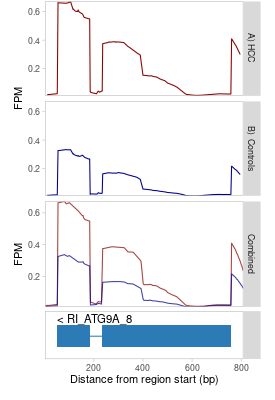 0.6
0.4
0.2
FPM
A) HCC
0.6
0.4
0.2
FPM
B) Controls
0.6
0.4
0.2
FPM
Combined
< RI_ATG9A_8
200 400 600 800
Distance from region start (bp)